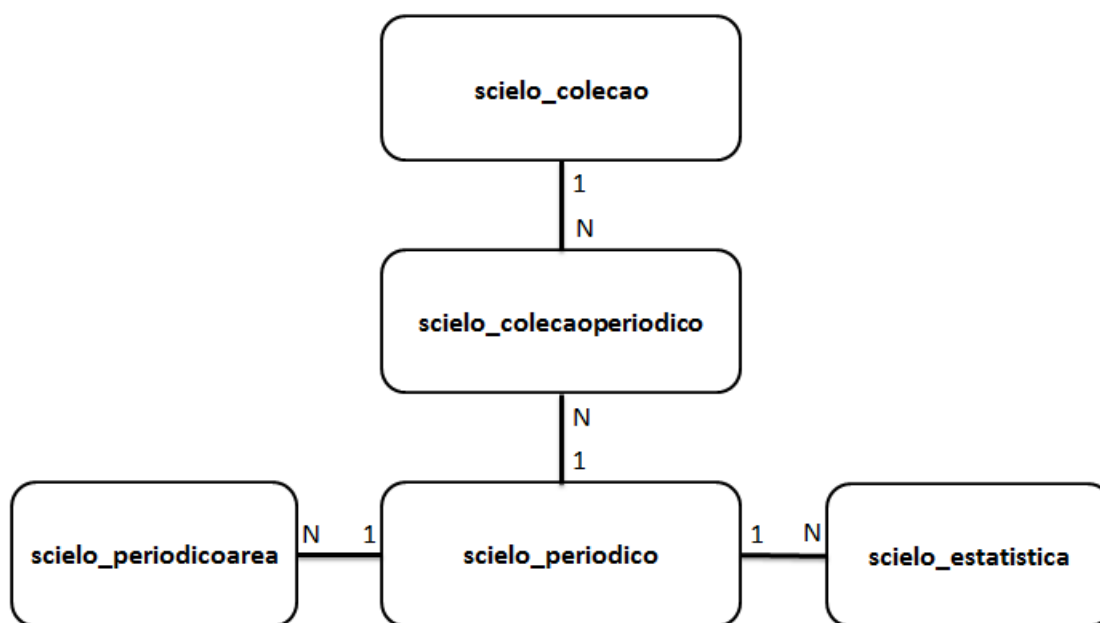 scielo_colecao
1
N
scielo_colecaoperiodico
N
1
scielo_periodicoarea
N
1
scielo_periodico
1
N
scielo_estatistica